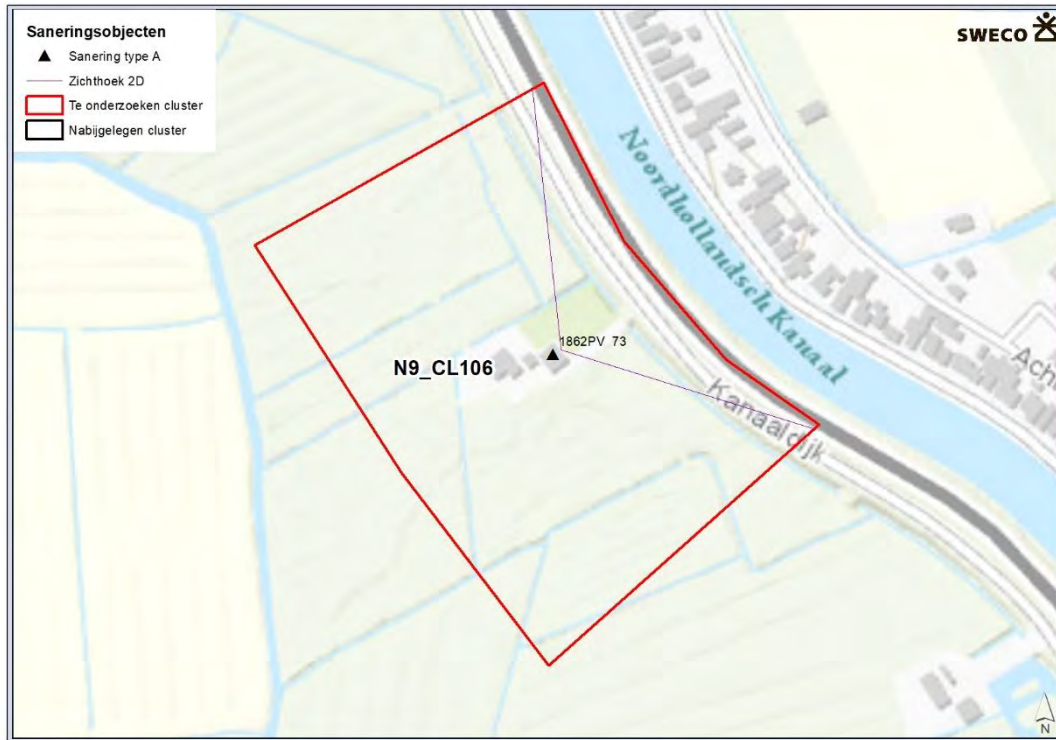 Saneringsobjecten
Sanering type A
Zichthoek 2D
Te onderzoeken cluster
Nabijgelegen cluster
SWECO
Noordhollandsch Kanaal
1862PV 73
N9_CL106
Kanaaldijk
N